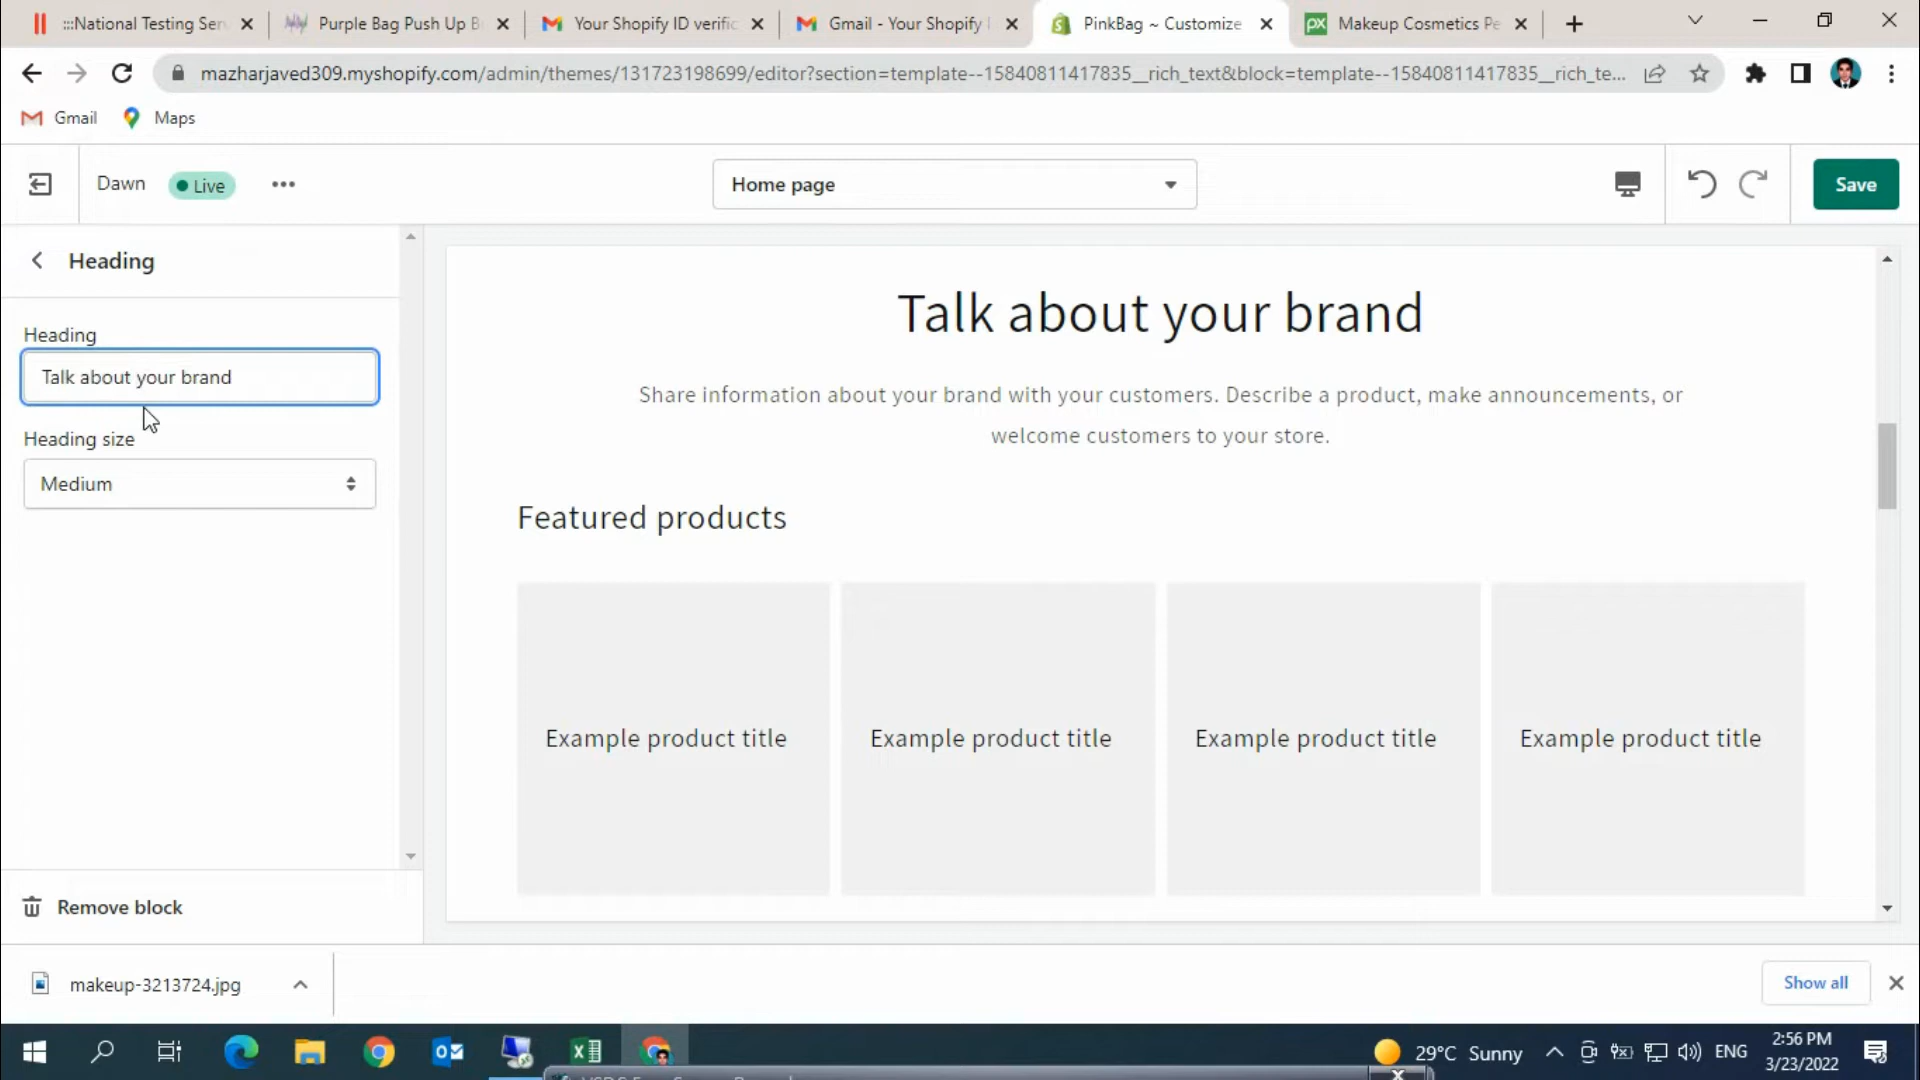 :::National Testing Ser
Purple Bag Push Up B
Your Shopify ID verific
Gmail - Your Shopify
PinkBag ~ Customize
px
Makeup Cosmetics Pe
mazharjaved309.myshopify.com/admin/themes/131723198699/editor?section=template--15840811417835__rich_text&block=template--15840811417835__rich_te...
Gmail
Maps
Dawn
Live
Home page
Save
Heading
Heading
Talk about your brand
Heading size
Medium
Remove block
Talk about your brand
Share information about your brand with your customers. Describe a product, make announcements, or
welcome customers to your store.
Featured products
Example product title
Example product title
Example product title
Example product title
makeup-3213724.jpg
Show all
29°C Sunny
ENG
2:56 PM
3/23/2022